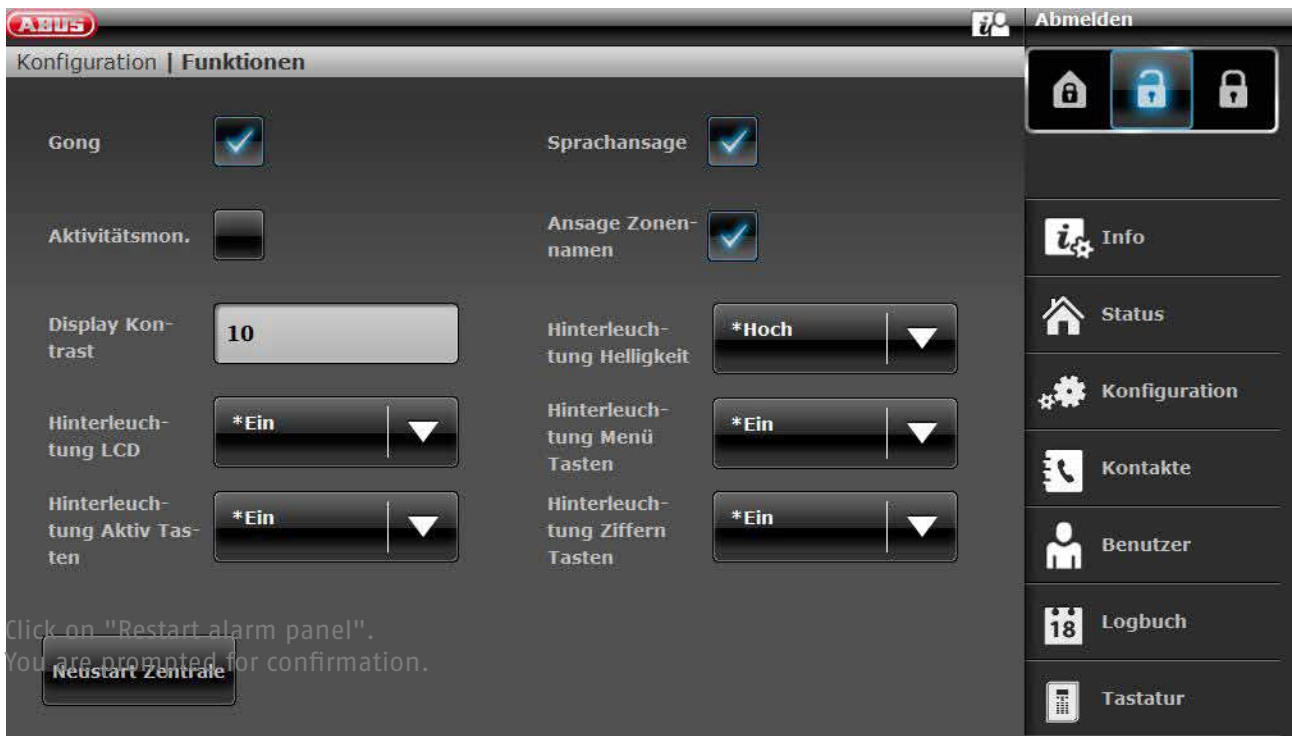 ABUS
Abmelden
Konfiguration | Funktionen
Gong
Sprachansage
Aktivitätsmon.
Ansage Zonen-
namen
Display Kon-
trast
10
Hinterleuch-
tung Helligkeit
*Hoch
Hinterleuch-
tung LCD
*Ein
Hinterleuch-
tung Menü
Tasten
*Ein
Hinterleuch-
tung Aktiv Tas-
ten
*Ein
Hinterleuch-
tung Ziffern
Tasten
*Ein
Click on "Restart alarm panel".
You are prompted for confirmation.
Neustart Zentrale
Info
Status
Konfiguration
Kontakte
Benutzer
18
Logbuch
Tastatur